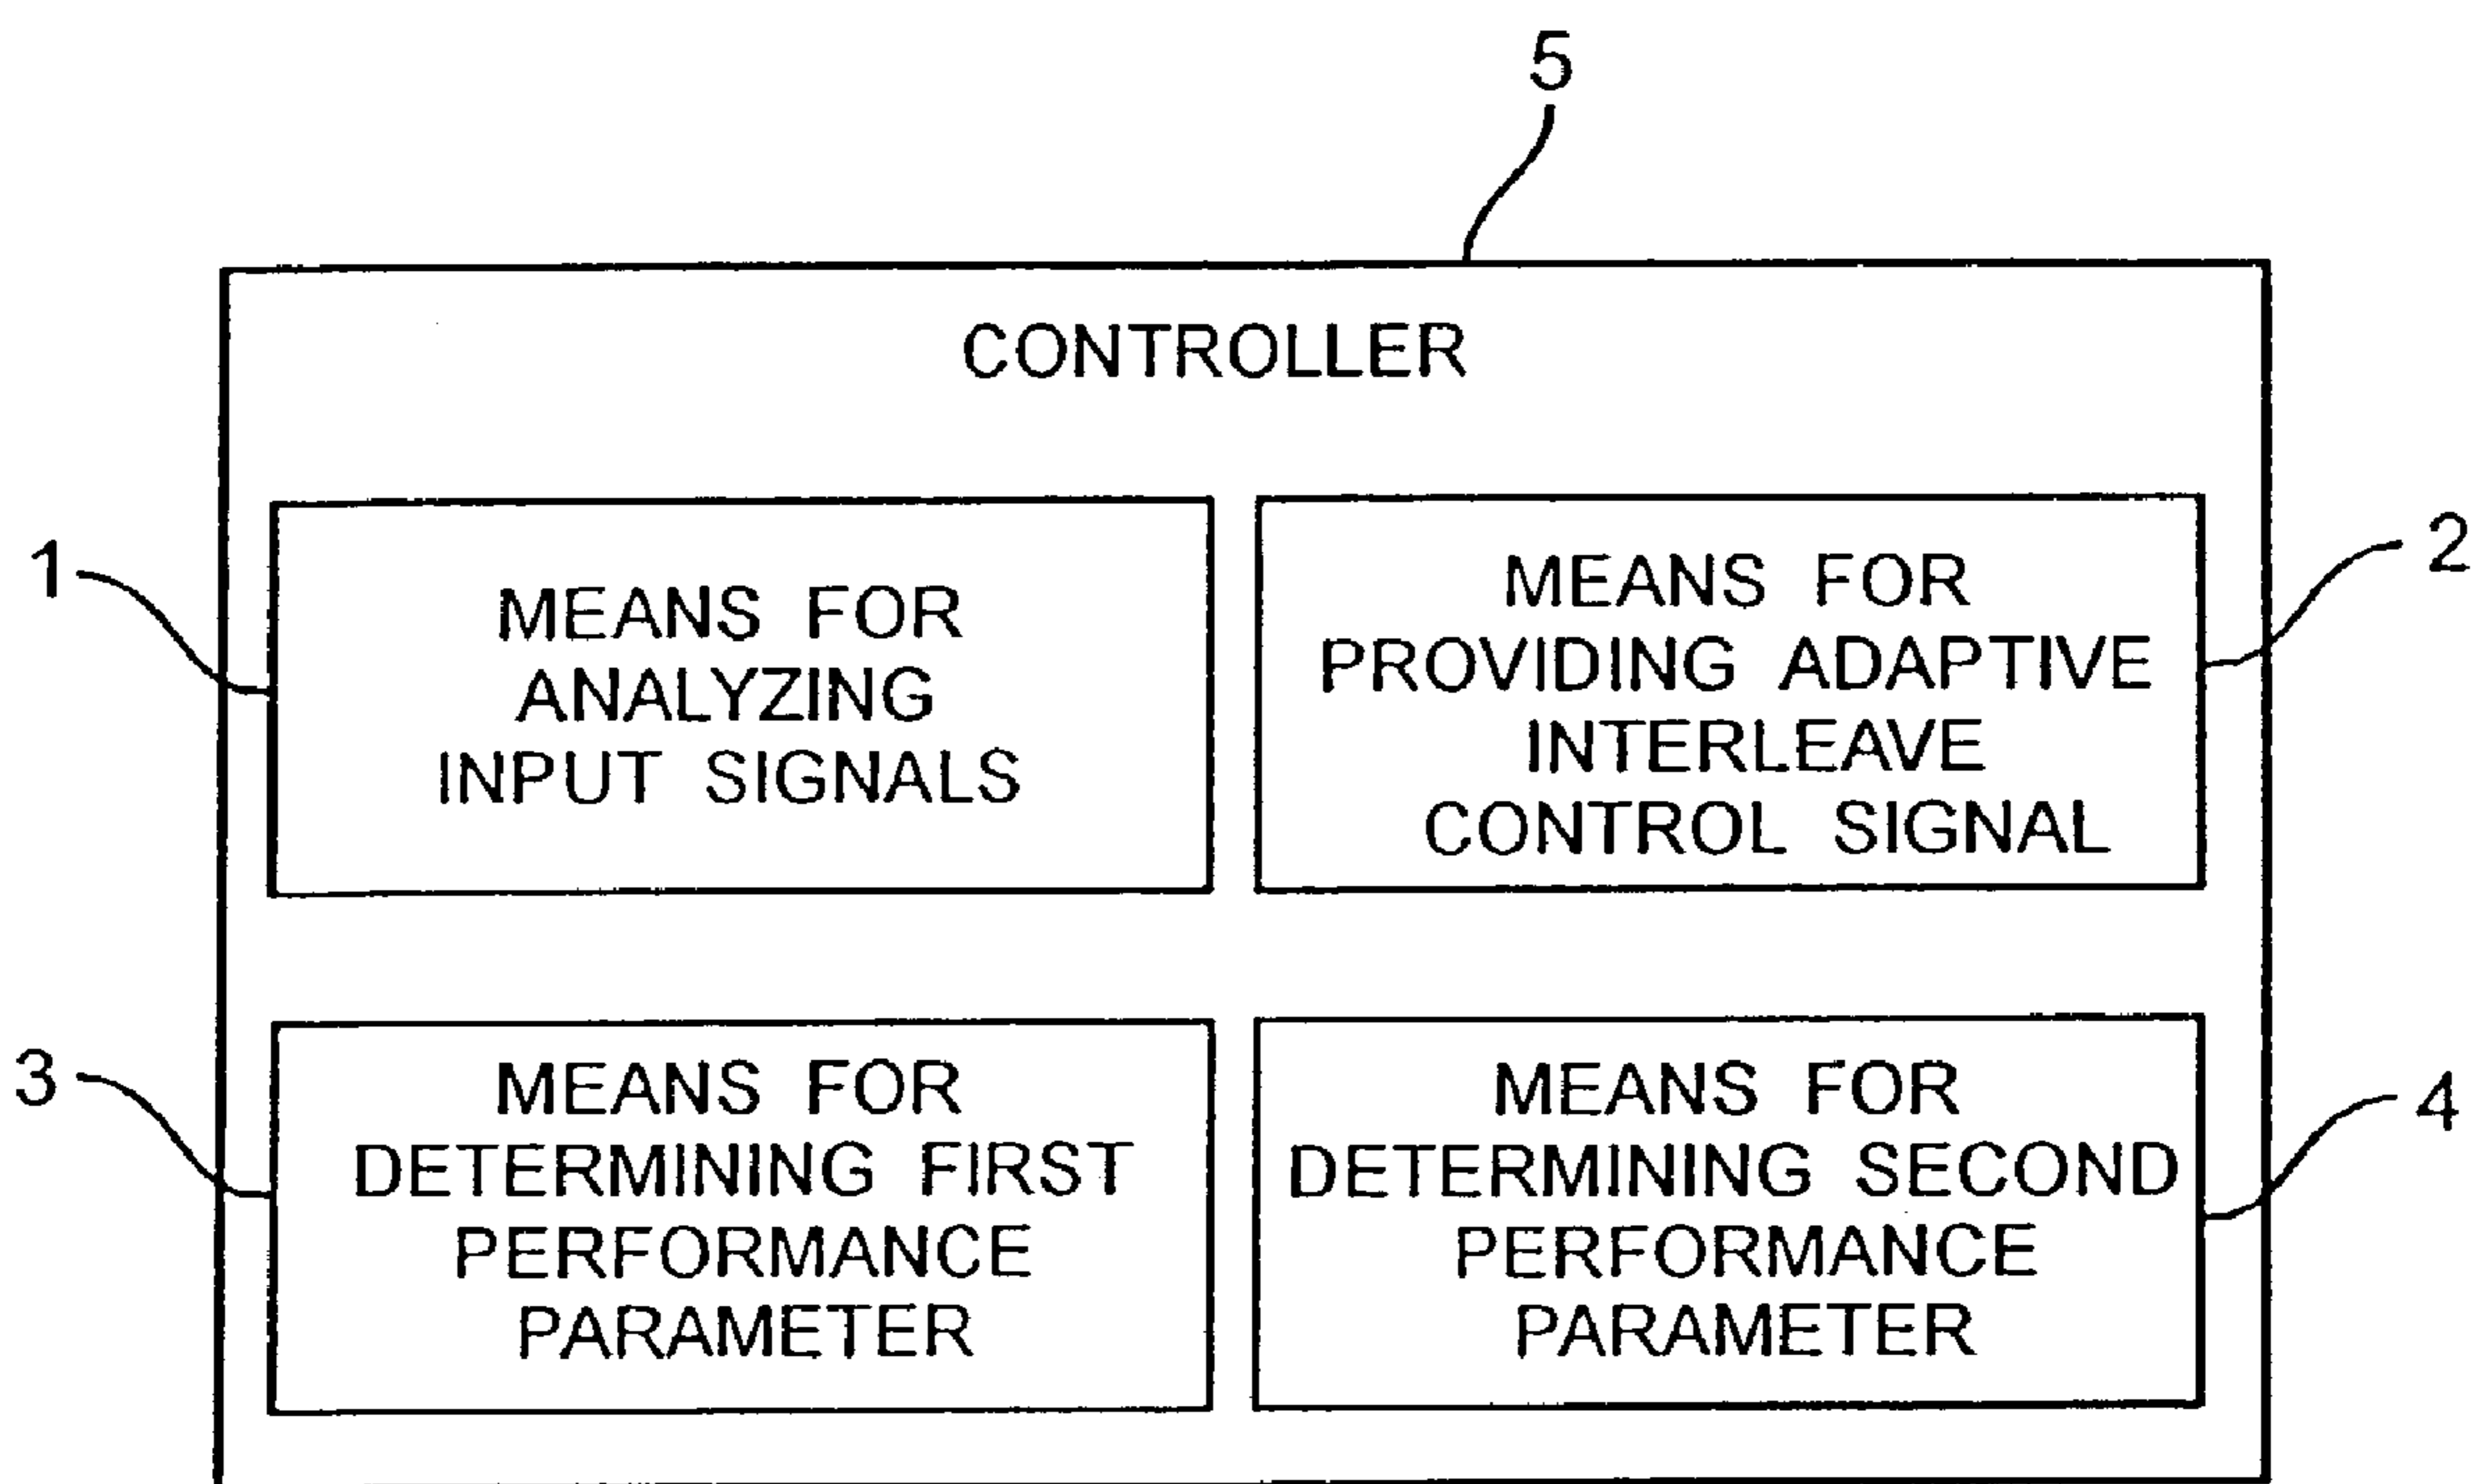 5
CONTROLLER
1
MEANS FOR
ANALYZING
INPUT SIGNALS
2
MEANS FOR
PROVIDING ADAPTIVE
INTERLEAVE
CONTROL SIGNAL
3
MEANS FOR
DETERMINING FIRST
PERFORMANCE
PARAMETER
4
MEANS FOR
DETERMINING SECOND
PERFORMANCE
PARAMETER